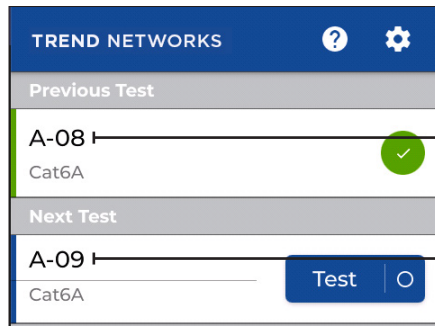 TREND NETWORKS
Previous Test
A-08
Cat6A
Next Test
A-09
Test
Cat6A